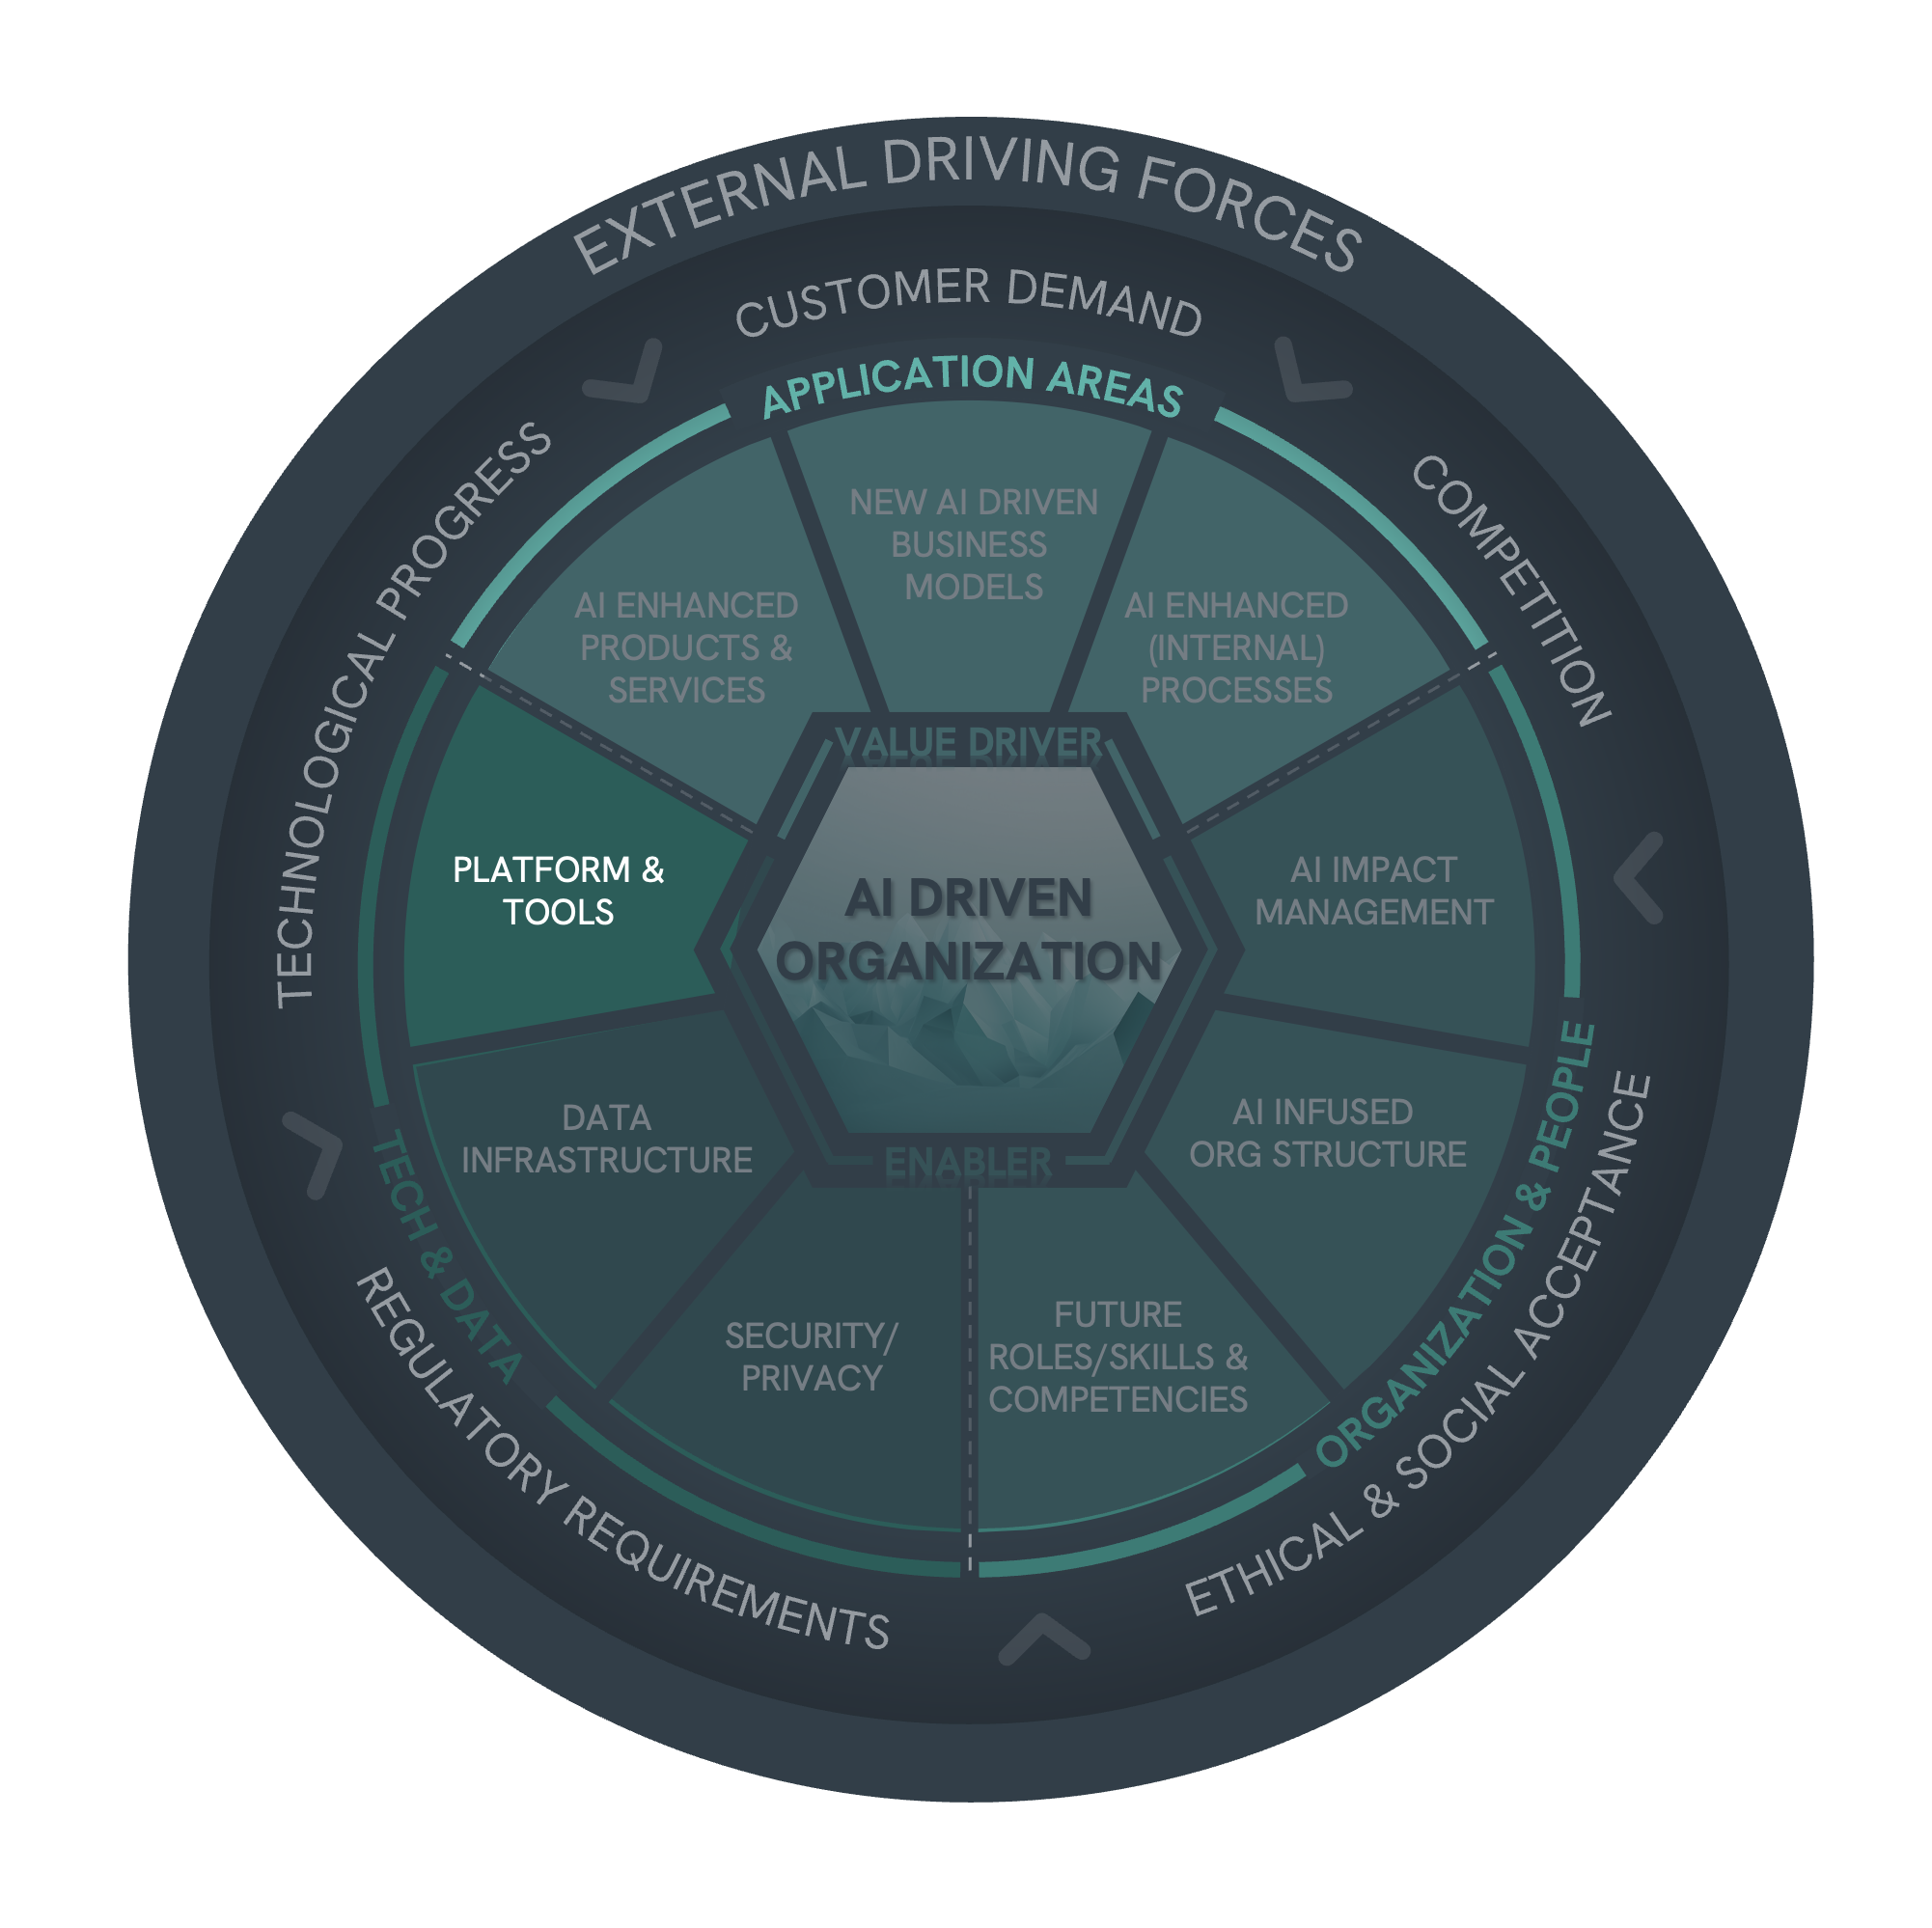 EXTERNAL DRIVING FORCES
CUSTOMER DEMAND
TECHNOLOGICAL PROGRESS
COMPETITION
REGULATORY REQUIREMENTS
ETHICAL & SOCIAL ACCEPTANCE
APPLICATION AREAS
NEW AI DRIVEN
BUSINESS
MODELS
AI ENHANCED
PRODUCTS &
SERVICES
AI ENHANCED
(INTERNAL)
PROCESSES
VALUE DRIVER
AI DRIVEN
ORGANIZATION
ENABLER
PLATFORM &
TOOLS
AI IMPACT
MANAGEMENT
DATA
INFRASTRUCTURE
AI INFUSED
ORG STRUCTURE
SECURITY/
PRIVACY
FUTURE
ROLES/SKILLS &
COMPETENCIES
TECH & DATA
ORGANIZATION & PEOPLE